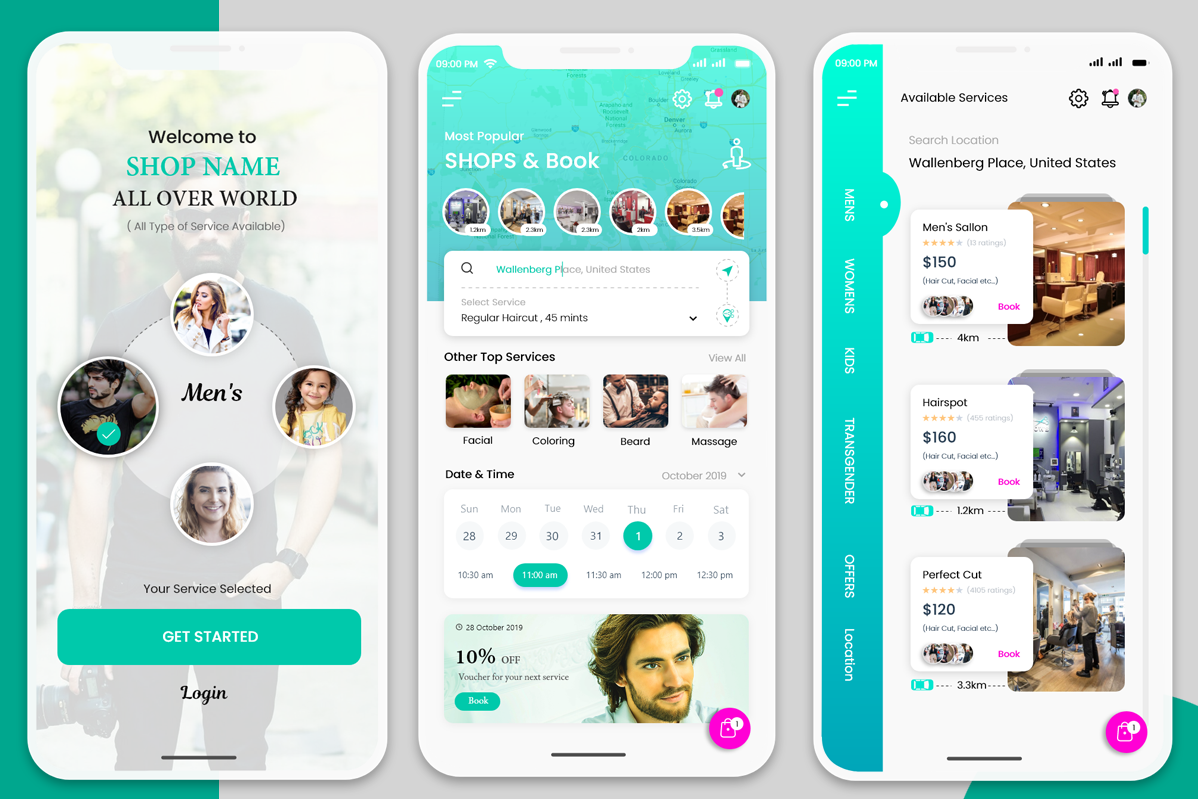 Welcome to
SHOP NAME
ALL OVER WORLD
( All Type of Service Available)
Men's
Your Service Selected
GET STARTED
Login
09:00 PM
Most Popular
SHOPS & Book
COLORADO
Boulder
Denver
Aurora
Colorado
1.2km
2.3km
2.3km
2km
3.5km
Wallenberg Place, United States
Select Service
Regular Haircut , 45 mints
Other Top Services
View All
Facial
Coloring
Beard
Massage
Date & Time
October 2019
Sun Mon Tue Wed Thu Fri Sat
28 29 30 31 1 2 3
10:30 am 11:00 am 11:30 am 12:00 pm 12:30 pm
28 October 2019
10% OFF
Voucher for your next service
Book
1
09:00 PM
Available Services
Search Location
Wallenberg Place, United States
MENS
WOMENS
KIDS
TRANSGENDER
OFFERS
Location
Men's Sallon
(13 ratings)
$150
(Hair Cut, Facial etc..)
Book
4km
Hairspot
(455 ratings)
$160
(Hair Cut, Facial etc..)
Book
1.2km
Perfect Cut
(4105 ratings)
$120
(Hair Cut, Facial etc..)
Book
3.3km
1